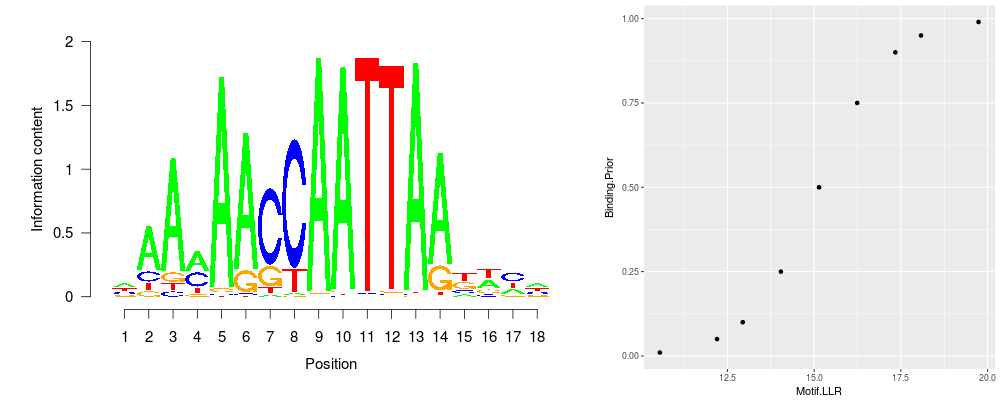 2
1.5
1
0.5
0
Information content
A A A A A C C A A T T A A
1 2 3 4 5 6 7 8 9 10 11 12 13 14 15 16 17 18
Position
1.00
0.75
0.50
0.25
0.00
Binding.Prior
12.5 15.0 17.5 20.0
Motif.LLR